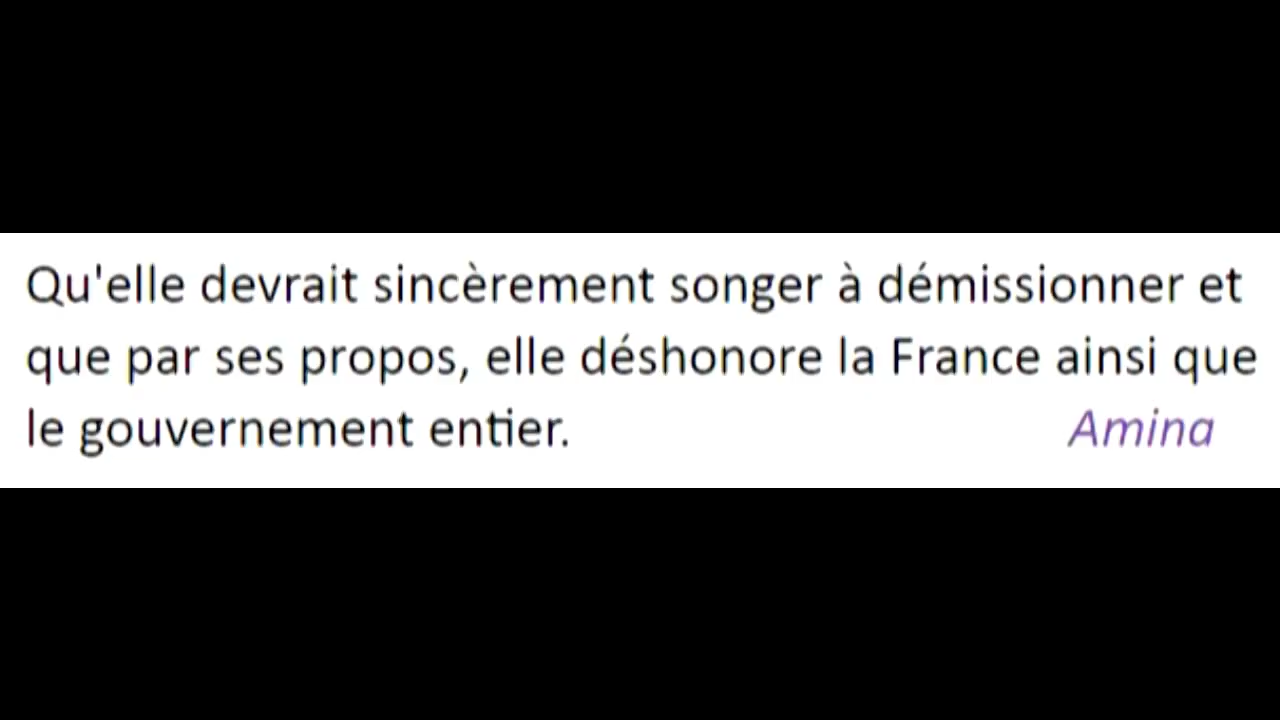 Qu'elle devrait sincèrement songer à démissionner et
que par ses propos, elle déshonore la France ainsi que
le gouvernement entier.
Amina